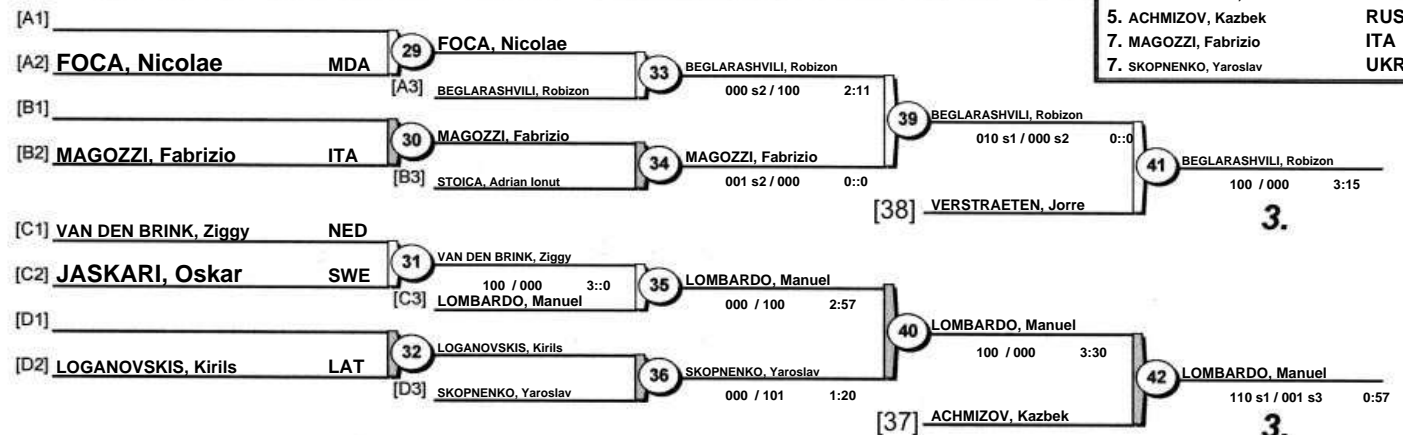 5. ACHMIZOV, Kazbek RUS
7. MAGOZZI, Fabrizio ITA
7. SKOPNENKO, Yaroslav UKR
[A1]
[A2] FOCA, Nicolae MDA
29
FOCA, Nicolae
[A3] BEGLARASHVILI, Robizon
33
BEGLARASHVILI, Robizon
000 s2 / 100 2:11
[B1]
[B2] MAGOZZI, Fabrizio ITA
30
MAGOZZI, Fabrizio
[B3] STOICA, Adrian Ionut
34
MAGOZZI, Fabrizio
001 s2 / 000 0::0
39
BEGLARASHVILI, Robizon
010 s1 / 000 s2 0::0
[38] VERSTRAETEN, Jorre
41
BEGLARASHVILI, Robizon
100 / 000 3:15
3.
[C1] VAN DEN BRINK, Ziggy NED
[C2] JASKARI, Oskar SWE
31
VAN DEN BRINK, Ziggy
100 / 000 3::0
[C3] LOMBARDO, Manuel
35
LOMBARDO, Manuel
000 / 100 2:57
[D1]
[D2] LOGANOVSKIS, Kirils LAT
32
LOGANOVSKIS, Kirils
[D3] SKOPNENKO, Yaroslav
36
SKOPNENKO, Yaroslav
000 / 101 1:20
40
LOMBARDO, Manuel
100 / 000 3:30
[37] ACHMIZOV, Kazbek
42
LOMBARDO, Manuel
110 s1 / 001 s3 0:57
3.